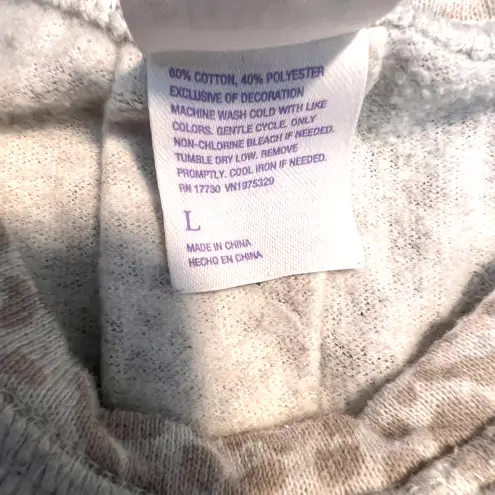 60% COTTON, 40% POLYESTER
EXCLUSIVE OF DECORATION
MACHINE WASH COLD WITH LIKE
COLORS. GENTLE CYCLE. ONLY
NON-CHLORINE BLEACH IF NEEDED.
TUMBLE DRY LOW. REMOVE
PROMPTLY. COOL IRON IF NEEDED.
RN 17730 VN1975329
L
MADE IN CHINA
HECHO EN CHINA